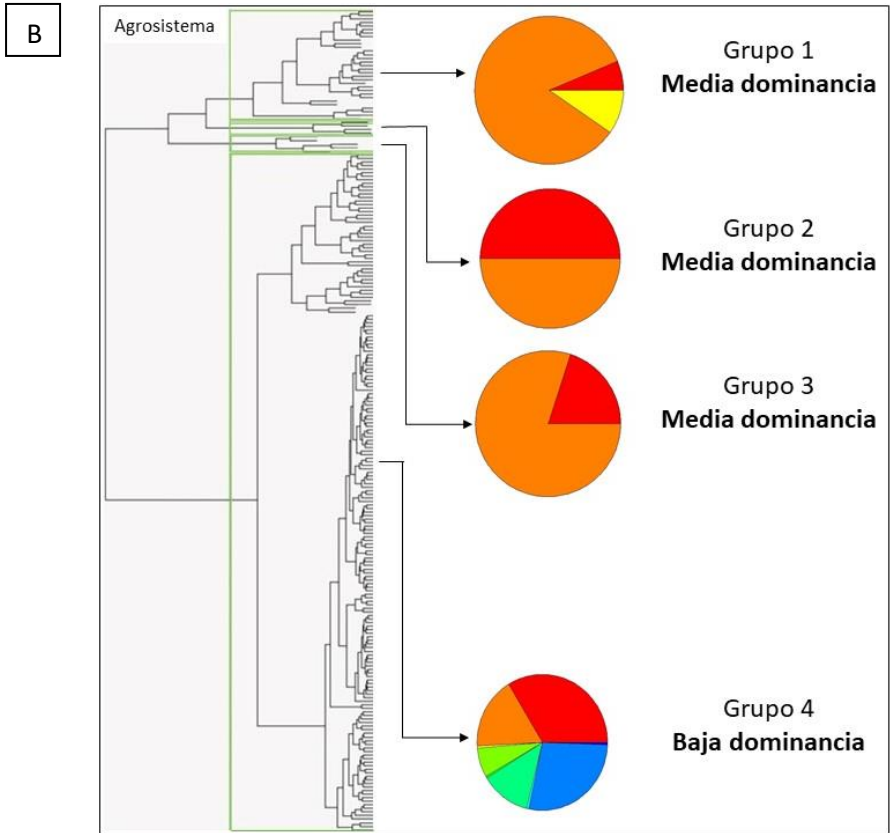 B
Agrosistema
Grupo 1
Media dominancia
Grupo 2
Media dominancia
Grupo 3
Media dominancia
Grupo 4
Baja dominancia